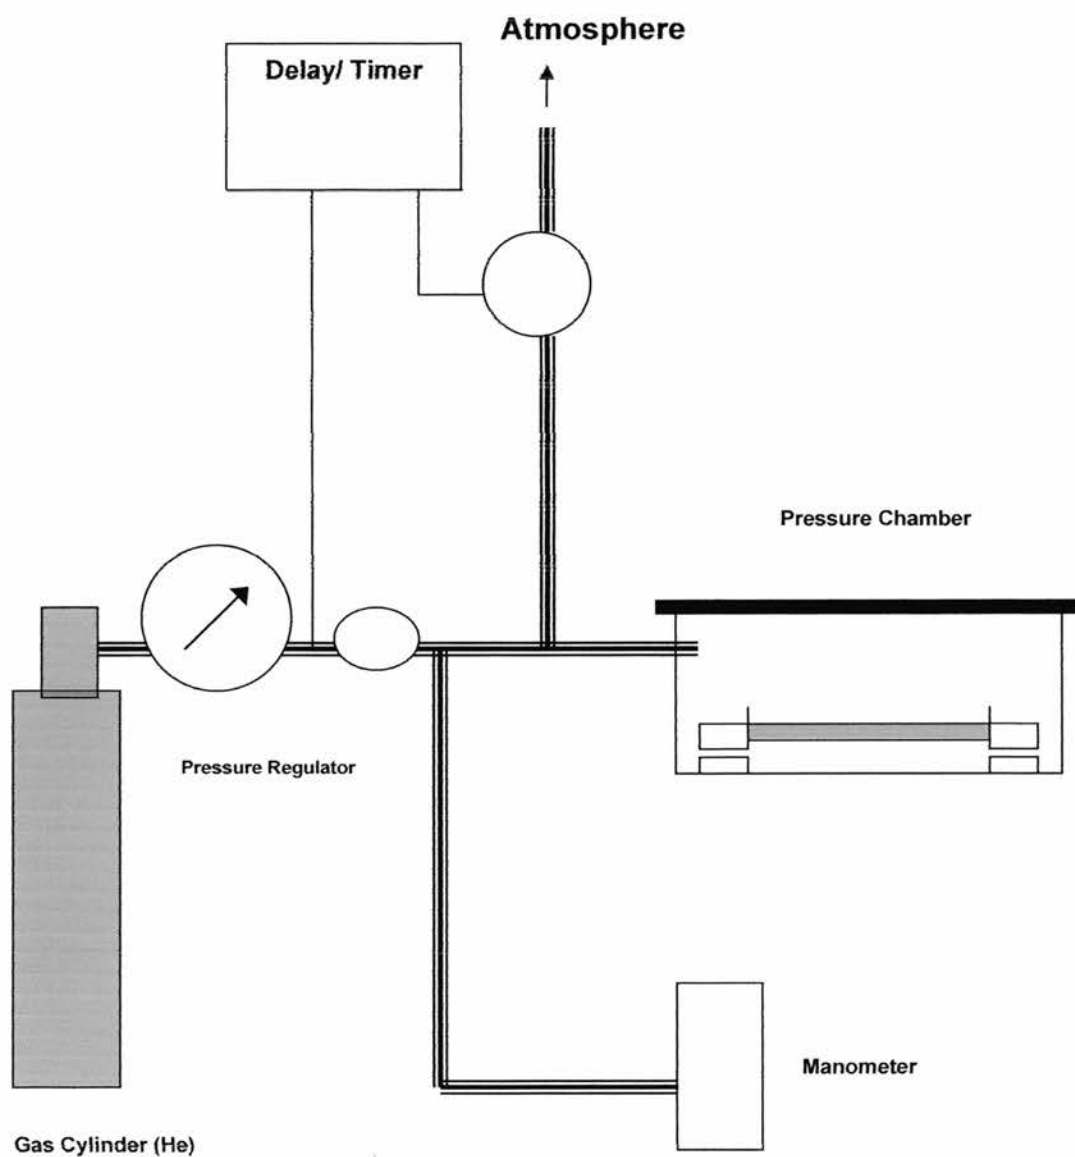 Atmosphere
Delay/ Timer
Pressure Chamber
Pressure Regulator
Manometer
Gas Cylinder (He)